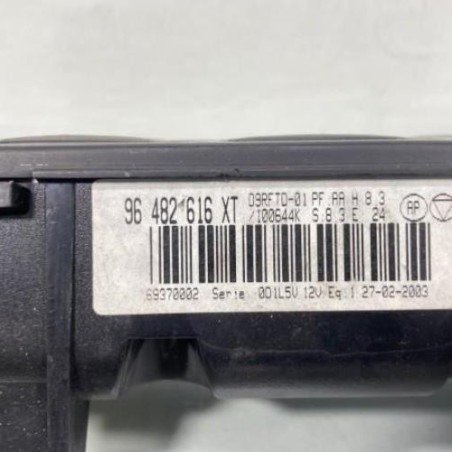 96 482 616 XT D9RFTD-01 PF.AA H 8 3
/I00644K S.8 3 E 24 AP
69370002 Serie 0D1L5V 12V Eq.1 27-02-2003